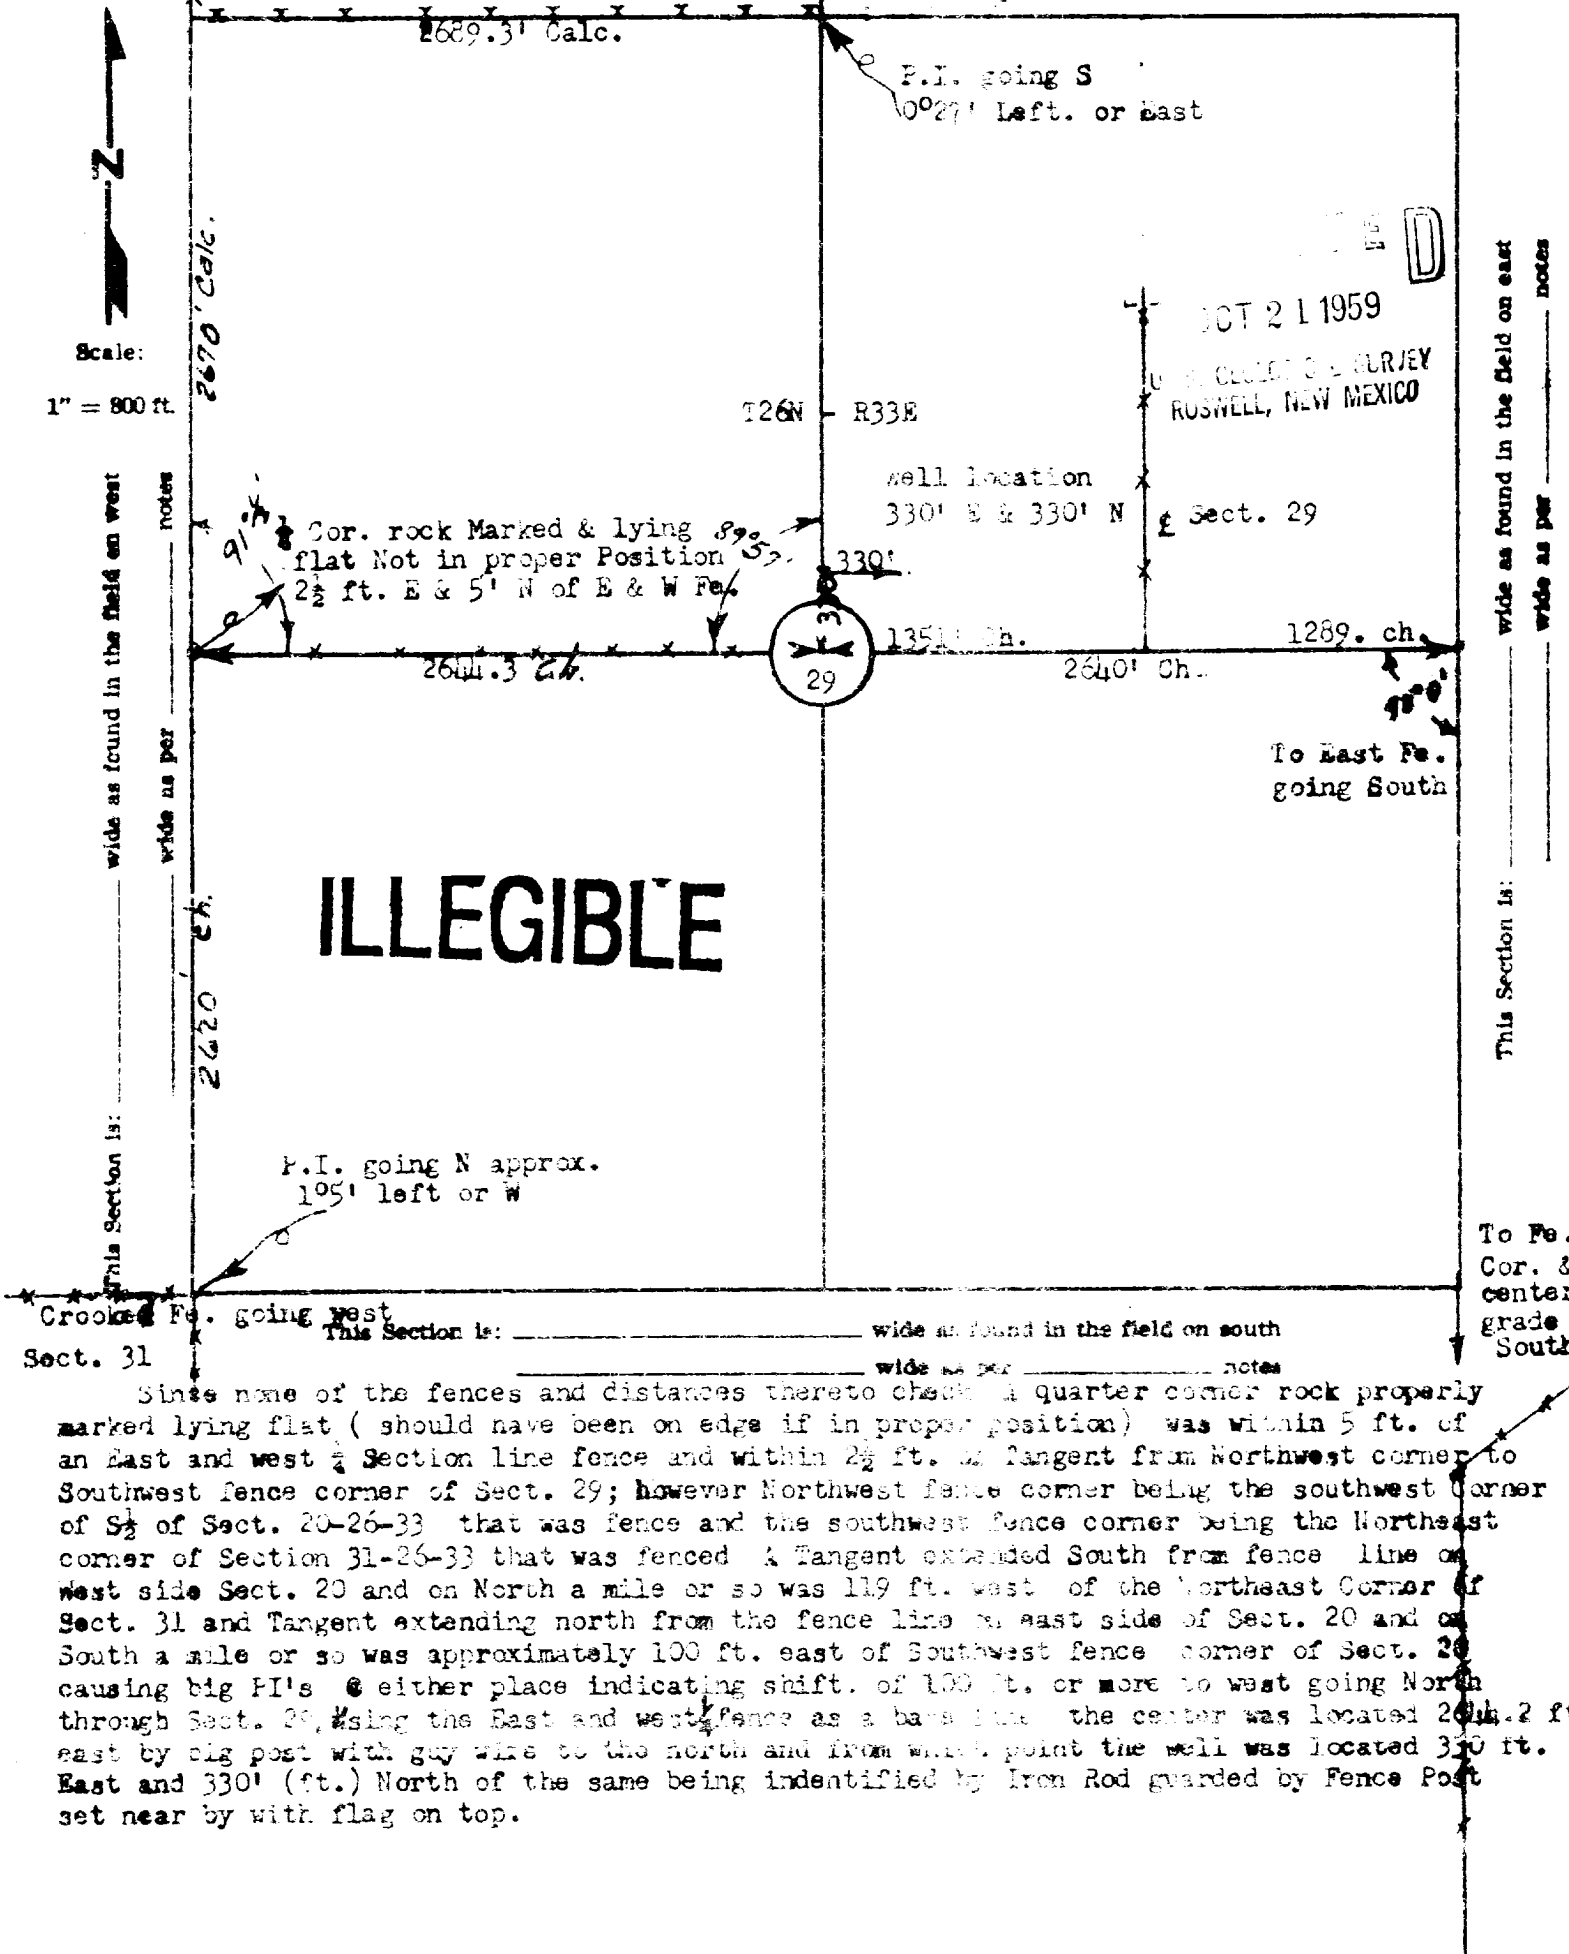 2689.3' Calc.
P.I. going S
0°27' Left. or East
N
Scale:
1" = 800 ft.
2670' Calc.
D
OCT 21 1959
SURVEY
ROSWELL, NEW MEXICO
T26N R33E
well location
330' E & 330' N
℄ Sect. 29
Cor. rock Marked & lying
flat Not in proper Position
2½ ft. E & 5' N of E & W Fe.
330'
1351' Ch.
1289. ch.
2644.3 Ch.
29
2640' Ch.
To East Fe.
going South
This Section is: wide as found in the field on west
wide as per notes
This Section is: wide as found in the field on east
wide as per notes
ILLEGIBLE
2620 ch.
P.I. going N approx.
1°5' left or W
To Fe.
Cor. &
center
grade
South
Crooked Fe. going west
This Section is: wide as found in the field on south
Sect. 31
wide as per notes
Sinse none of the fences and distances thereto check A quarter corner rock properly
marked lying flat ( should have been on edge if in proper position) was within 5 ft. of
an East and west ¼ Section line fence and within 2½ ft. of Tangent from Northwest corner to
Southwest fence corner of Sect. 29; however Northwest fence corner being the southwest Corner
of S½ of Sect. 20-26-33 that was fence and the southwest fence corner being the Northeast
corner of Section 31-26-33 that was fenced A Tangent extended South from fence line on
West side Sect. 20 and on North a mile or so was 119 ft. west of the Northeast Corner of
Sect. 31 and Tangent extending north from the fence line on east side of Sect. 20 and on
South a mile or so was approximately 100 ft. east of Southwest fence corner of Sect. 20
causing big PI's @ either place indicating shift. of 100 ft. or more to west going North
through Sect. 29, Using the East and west ¼ fence as a base line the center was located 2644.2 ft
east by big post with guy wire to the north and from which point the well was located 330 ft.
East and 330' (ft.) North of the same being indentified by Iron Rod guarded by Fence Post
set near by with flag on top.